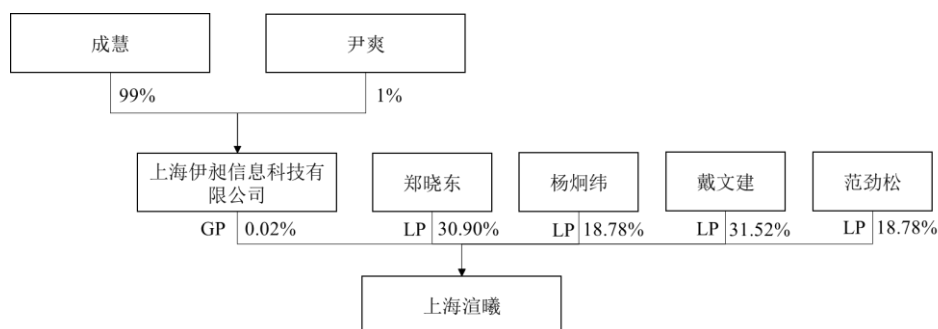 成慧
尹爽
99%
1%
上海伊昶信息科技有
限公司
郑晓东
杨炯纬
戴文建
范劲松
GP 0.02%
LP 30.90%
LP 18.78%
LP 31.52%
LP 18.78%
上海渲曦